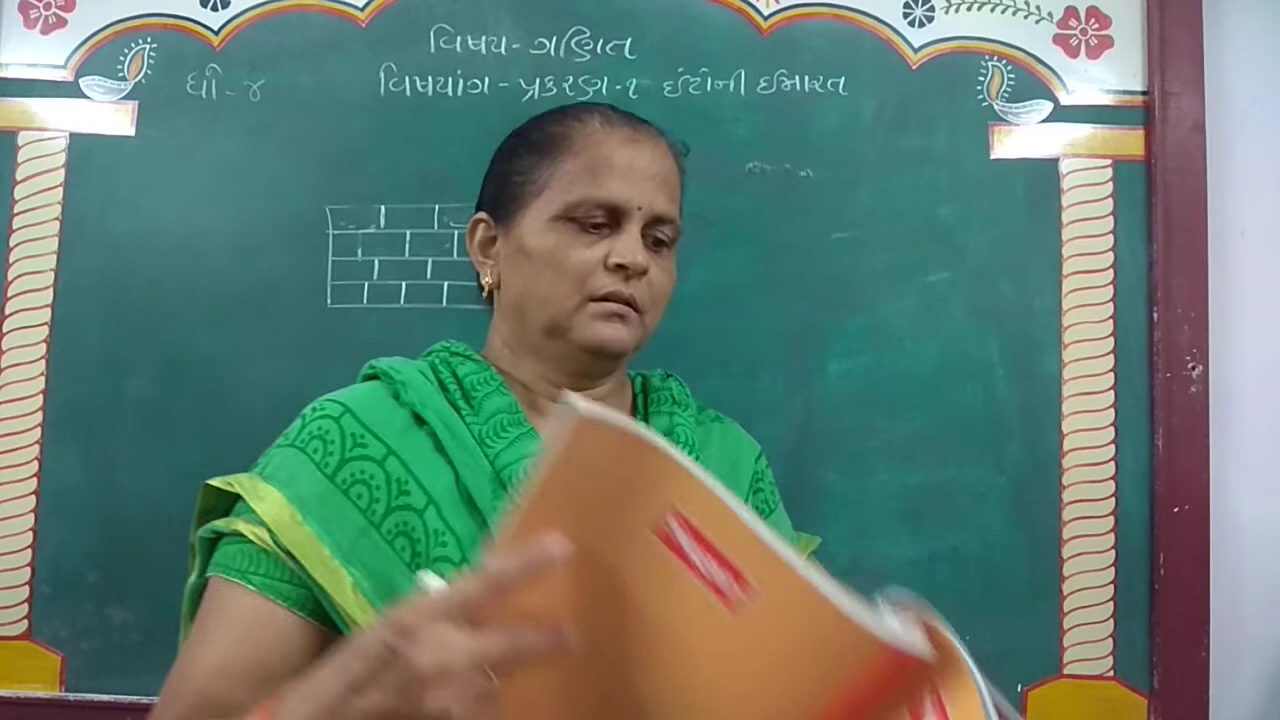 વિષય - ગણિત
ધો - ૪
વિષયાંગ - પ્રકરણ-૧ ઈંટોની ઈમારત